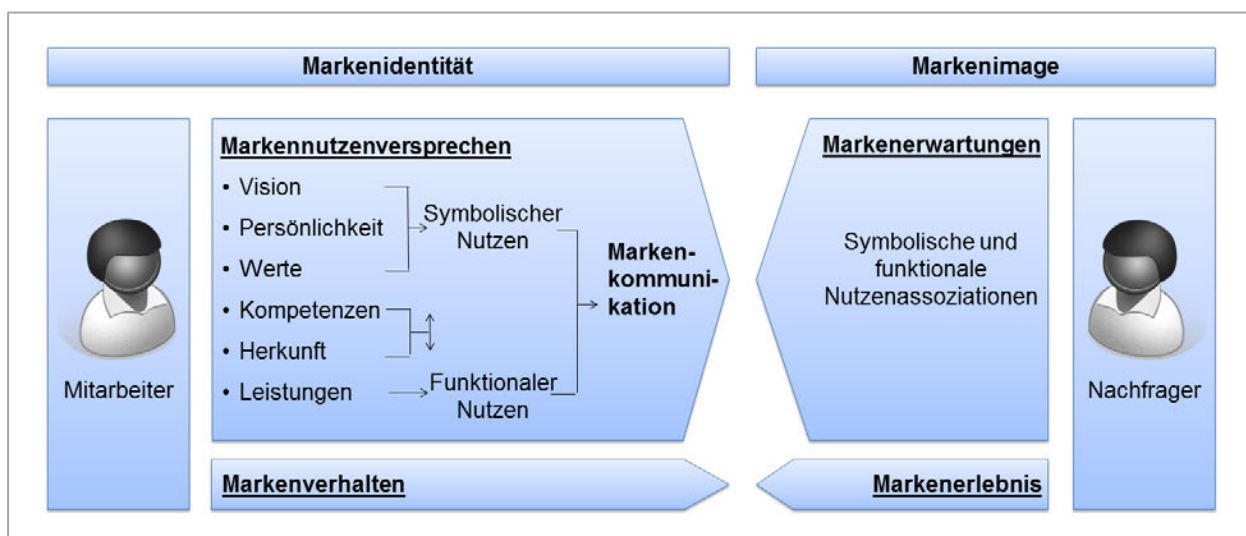 Markenidentität
Markenimage
Mitarbeiter
Markennutzenversprechen
• Vision
• Persönlichkeit
• Werte
• Kompetenzen
• Herkunft
• Leistungen
Symbolischer
Nutzen
Funktionaler
Nutzen
Marken-
kommuni-
kation
Markenverhalten
Markenerwartungen
Symbolische und
funktionale
Nutzenassoziationen
Markenerlebnis
Nachfrager